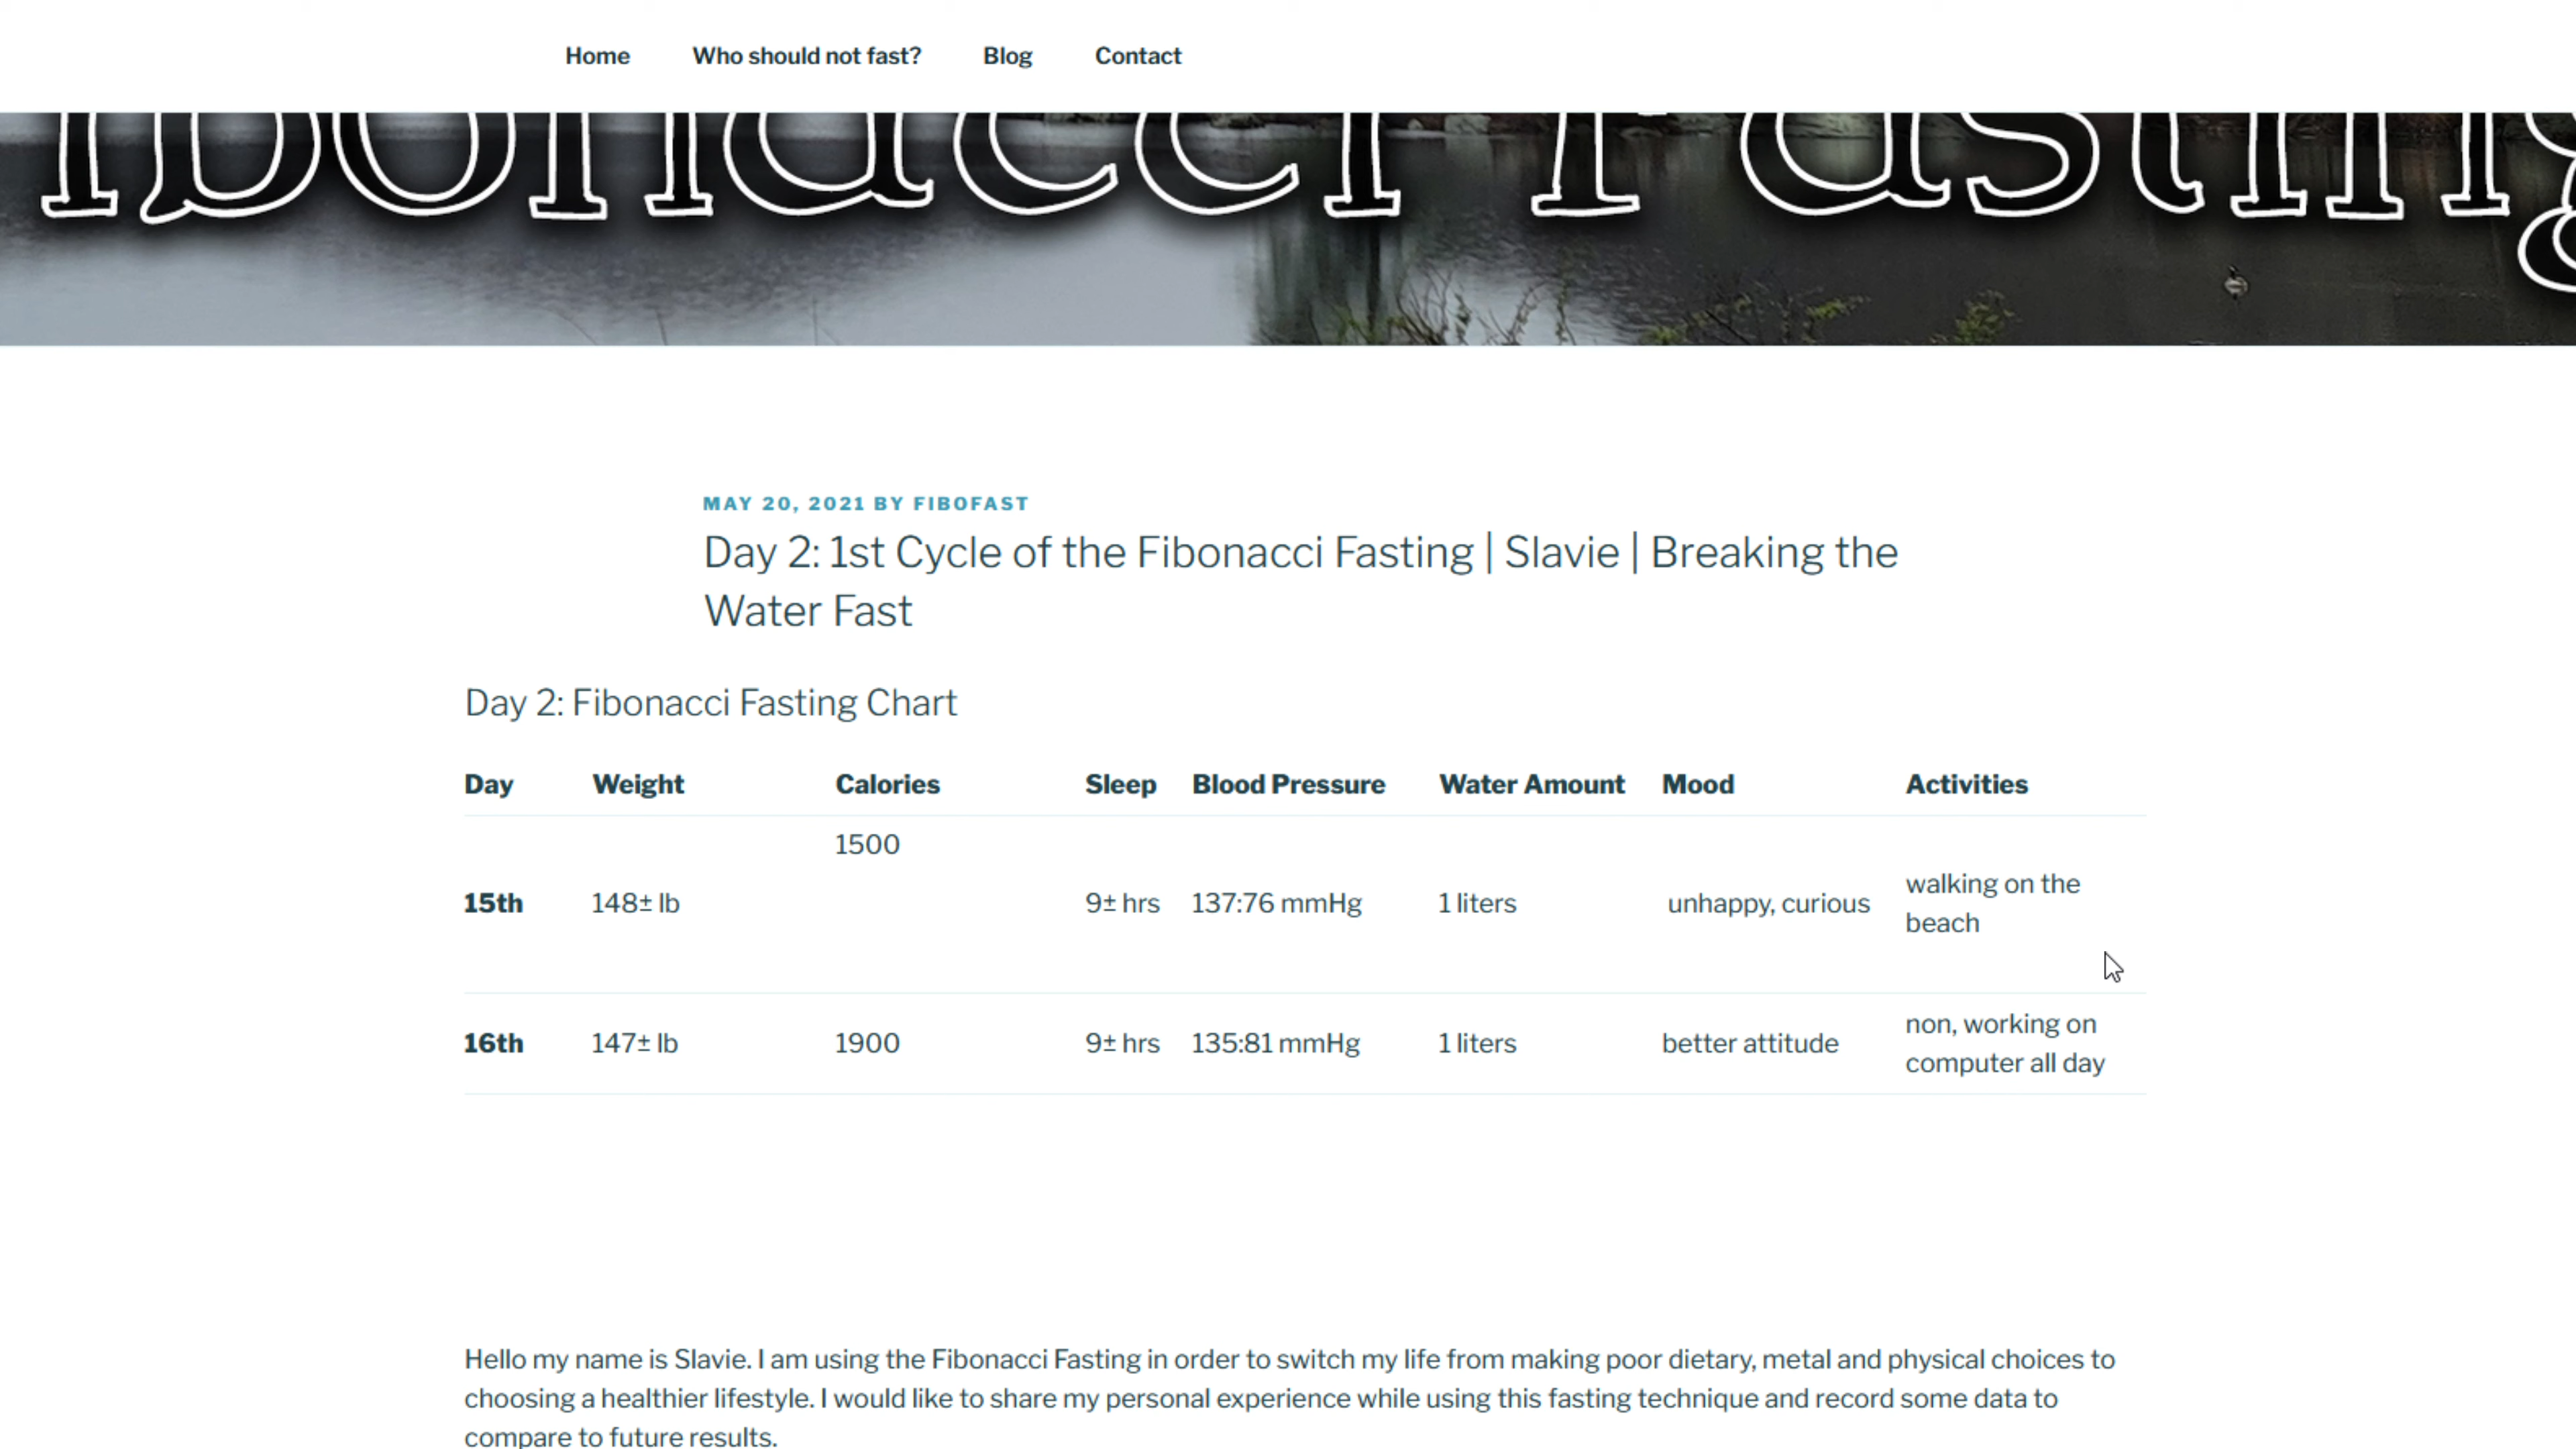 Home Who should not fast? Blog Contact
ibonacci Fasting
MAY 20, 2021 BY FIBOFAST
Day 2: 1st Cycle of the Fibonacci Fasting | Slavie | Breaking the
Water Fast
Day 2: Fibonacci Fasting Chart
Day Weight Calories Sleep Blood Pressure Water Amount Mood Activities
15th 148± lb 1500 9± hrs 137:76 mmHg 1 liters unhappy, curious walking on the
beach
16th 147± lb 1900 9± hrs 135:81 mmHg 1 liters better attitude non, working on
computer all day
Hello my name is Slavie. I am using the Fibonacci Fasting in order to switch my life from making poor dietary, metal and physical choices to
choosing a healthier lifestyle. I would like to share my personal experience while using this fasting technique and record some data to
compare to future results.